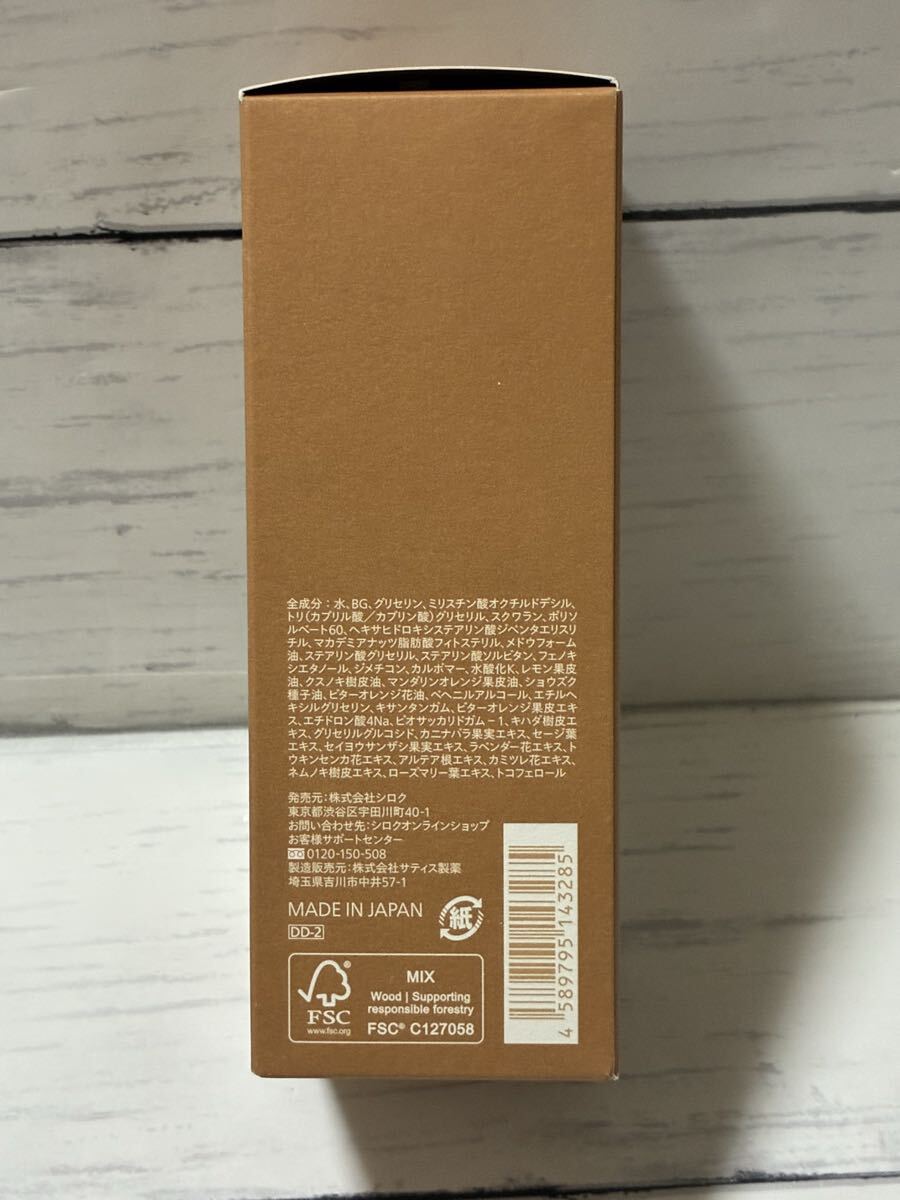 全成分：水、BG、グリセリン、ミリスチン酸オクチルドデシル、
トリ（カプリル酸／カプリン酸）グリセリル、スクワラン、ポリソ
ルベート60、ヘキサヒドロキシステアリン酸ジペンタエリスリ
チル、マカデミアナッツ脂肪酸フィトステリル、メドウフォーム
油、ステアリン酸グリセリル、ステアリン酸ソルビタン、フェノキ
シエタノール、ジメチコン、カルボマー、水酸化K、レモン果皮
油、クスノキ樹皮油、マンダリンオレンジ果皮油、ショウズク
種子油、ビターオレンジ花油、ベヘニルアルコール、エチルヘ
キシルグリセリン、キサンタンガム、ビターオレンジ果皮エキ
ス、エチドロン酸4Na、ビオサッカリドガム－1、キハダ樹皮エ
キス、グリセリルグルコシド、カニナバラ果実エキス、セージ葉
エキス、セイヨウサンザシ果実エキス、ラベンダー花エキス、ト
ウキンセンカ花エキス、アルテア根エキス、カミツレ花エキス、
ネムノキ樹皮エキス、ローズマリー葉エキス、トコフェロール
発売元：株式会社シロク
東京都渋谷区宇田川町40-1
お問い合わせ先：シロクオンラインショップ
お客様サポートセンター
0120-150-508
製造販売元：株式会社サティス製薬
埼玉県吉川市中井57-1
MADE IN JAPAN
DD-2
紙
FSC
www.fsc.org
MIX
Wood | Supporting
responsible forestry
FSC® C127058
4 589795 143285